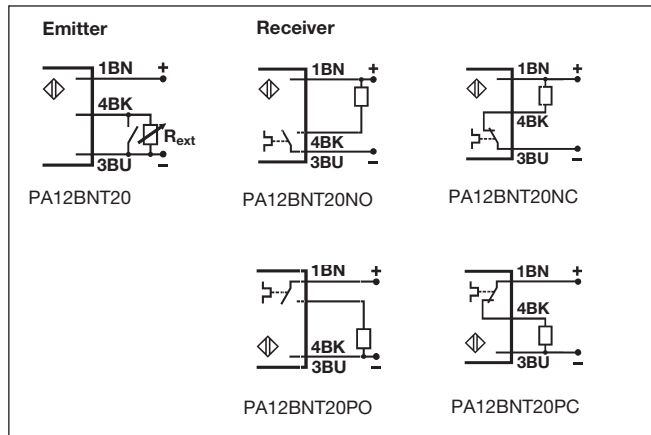 Emitter
Receiver
1BN +
4BK
Rext
3BU –
PA12BNT20
1BN +
4BK
3BU –
PA12BNT20NO
1BN +
4BK
3BU –
PA12BNT20NC
1BN +
4BK
3BU –
PA12BNT20PO
1BN +
4BK
3BU –
PA12BNT20PC